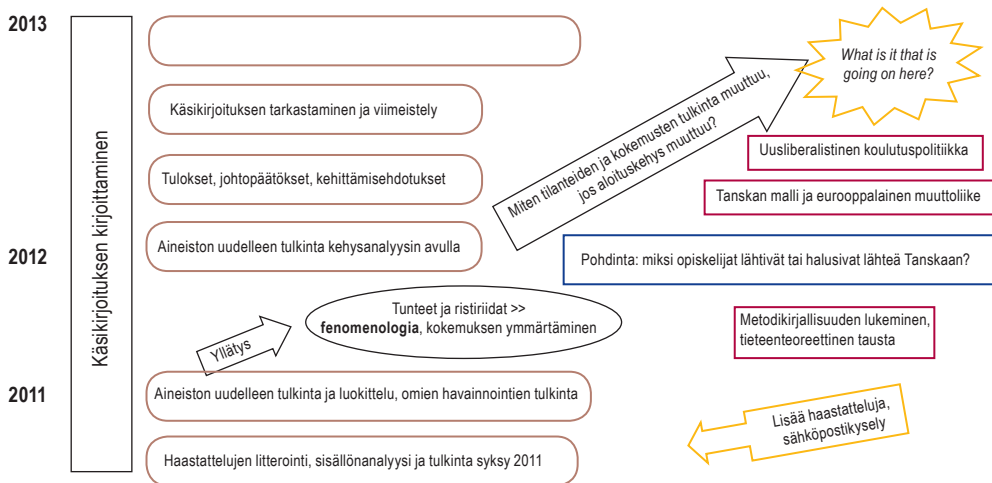 2013
Käsikirjoituksen kirjoittaminen
What is it that is
going on here?
Käsikirjoituksen tarkastaminen ja viimeistely
Miten tilanteiden ja kokemusten tulkinta muuttuu,
jos aloituskehys muuttuu?
Uusliberalistinen koulutuspolitiikka
Tulokset, johtopäätökset, kehittämisehdotukset
Tanskan malli ja eurooppalainen muuttoliike
2012
Aineiston uudelleen tulkinta kehysanalyysin avulla
Pohdinta: miksi opiskelijat lähtivät tai halusivat lähteä Tanskaan?
Tunteet ja ristiriidat >>
fenomenologia, kokemuksen ymmärtäminen
Yllätys
Metodikirjallisuuden lukeminen,
tieteenteoreettinen tausta
2011
Aineiston uudelleen tulkinta ja luokittelu, omien havainnointien tulkinta
Lisää haastatteluja,
sähköpostikysely
Haastattelujen litterointi, sisällönanalyysi ja tulkinta syksy 2011